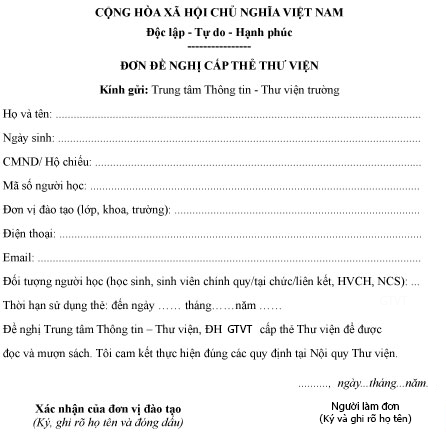 CỘNG HÒA XÃ HỘI CHỦ NGHĨA VIỆT NAM
Độc lập - Tự do - Hạnh phúc
----------------
ĐƠN ĐỀ NGHỊ CẤP THẺ THƯ VIỆN
Kính gửi: Trung tâm Thông tin - Thư viện trường
Họ và tên: ..........................................................................................
Ngày sinh: ..........................................................................................
CMND/ Hộ chiếu: ..................................................................................
Mã số người học: ..................................................................................
Đơn vị đào tạo (lớp, khoa, trường): ..............................................................
Điện thoại: ..........................................................................................
Email: ................................................................................................
Đối tượng người học (học sinh, sinh viên chính quy/tại chức/liên kết, HVCH, NCS): ...
Thời hạn sử dụng thẻ: đến ngày …… tháng……năm ……
Đề nghị Trung tâm Thông tin – Thư viện, ĐH GTVT cấp thẻ Thư viện để được
đọc và mượn sách. Tôi cam kết thực hiện đúng các quy định tại Nội quy Thư viện.
..........., ngày...tháng...năm.
Xác nhận của đơn vị đào tạo
(Ký, ghi rõ họ tên và đóng dấu)
Người làm đơn
(Ký và ghi rõ họ tên)